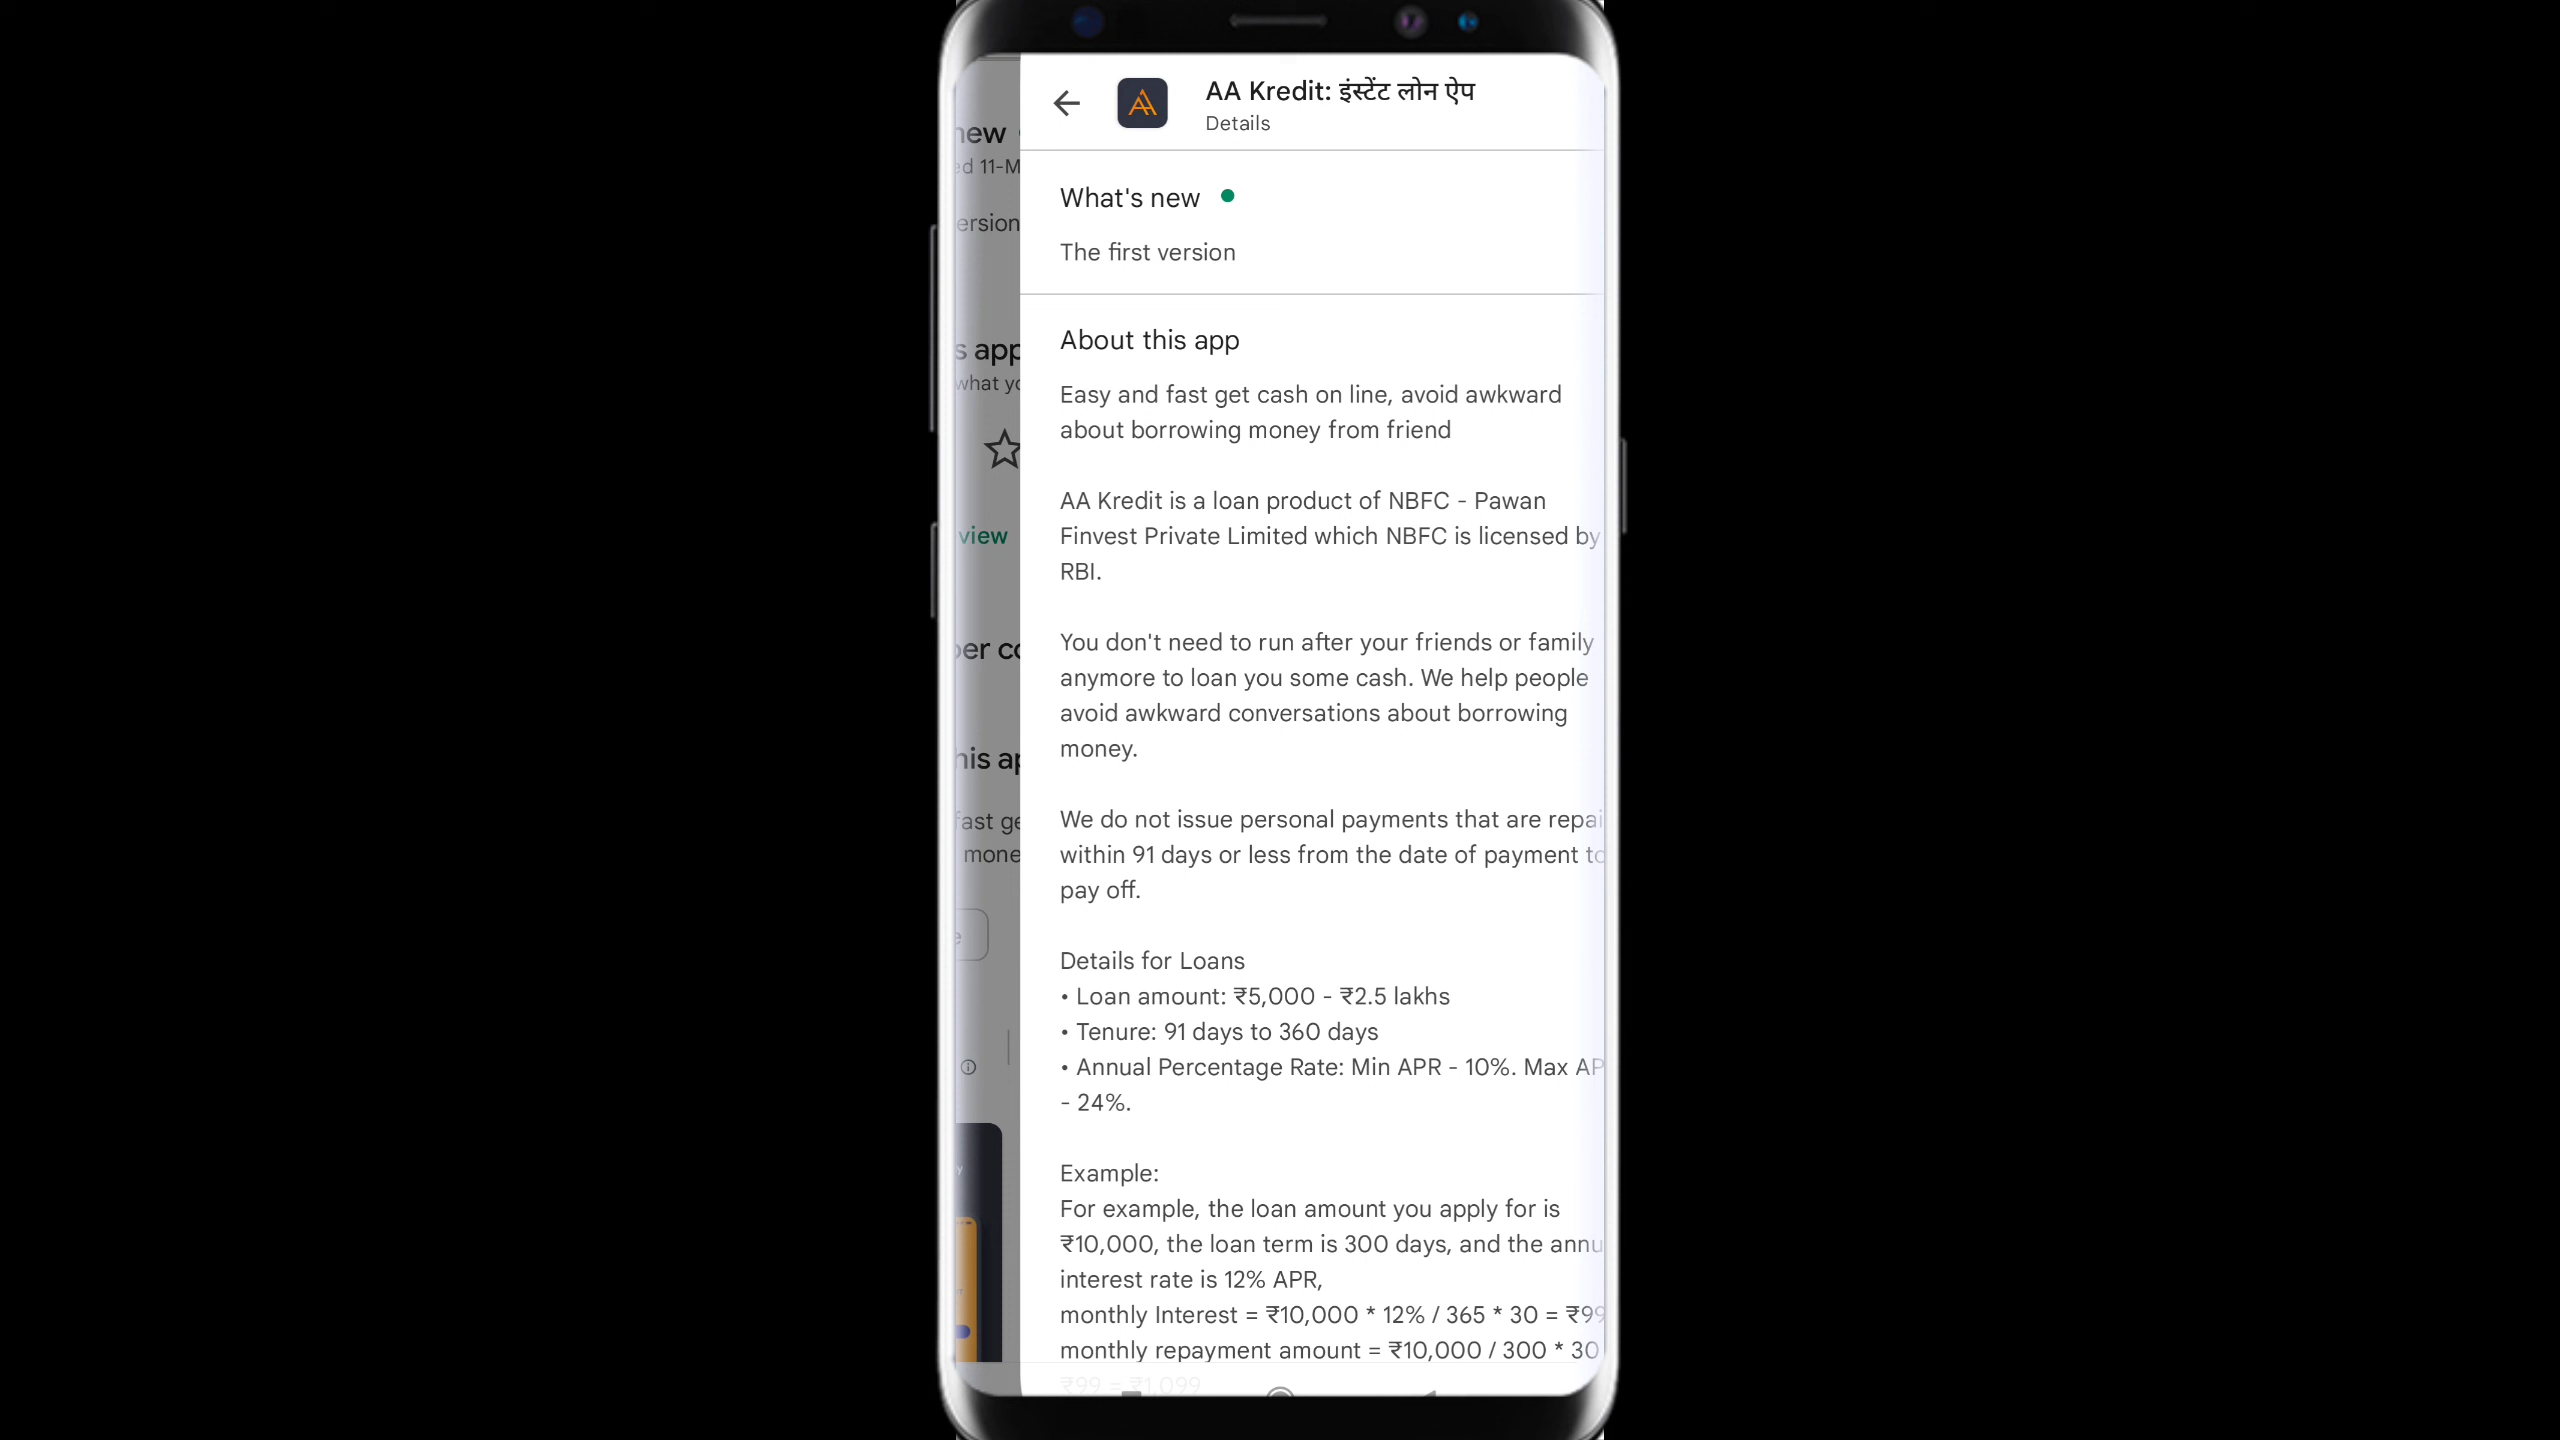 AA Kredit: इंस्टेंट लोन ऐप
Details
What's new
The first version
About this app
Easy and fast get cash on line, avoid awkward
about borrowing money from friend
AA Kredit is a loan product of NBFC - Pawan
Finvest Private Limited which NBFC is licensed by
RBI.
You don't need to run after your friends or family
anymore to loan you some cash. We help people
avoid awkward conversations about borrowing
money.
We do not issue personal payments that are repai
within 91 days or less from the date of payment to
pay off.
Details for Loans
• Loan amount: ₹5,000 - ₹2.5 lakhs
• Tenure: 91 days to 360 days
• Annual Percentage Rate: Min APR - 10%. Max AP
- 24%.
Example:
For example, the loan amount you apply for is
₹10,000, the loan term is 300 days, and the annu
interest rate is 12% APR,
monthly Interest = ₹10,000 * 12% / 365 * 30 = ₹99
monthly repayment amount = ₹10,000 / 300 * 30
₹99 = ₹1,099
new
ed 11-M
ersion
s app
what yo
view
per co
his ap
fast ge
mone